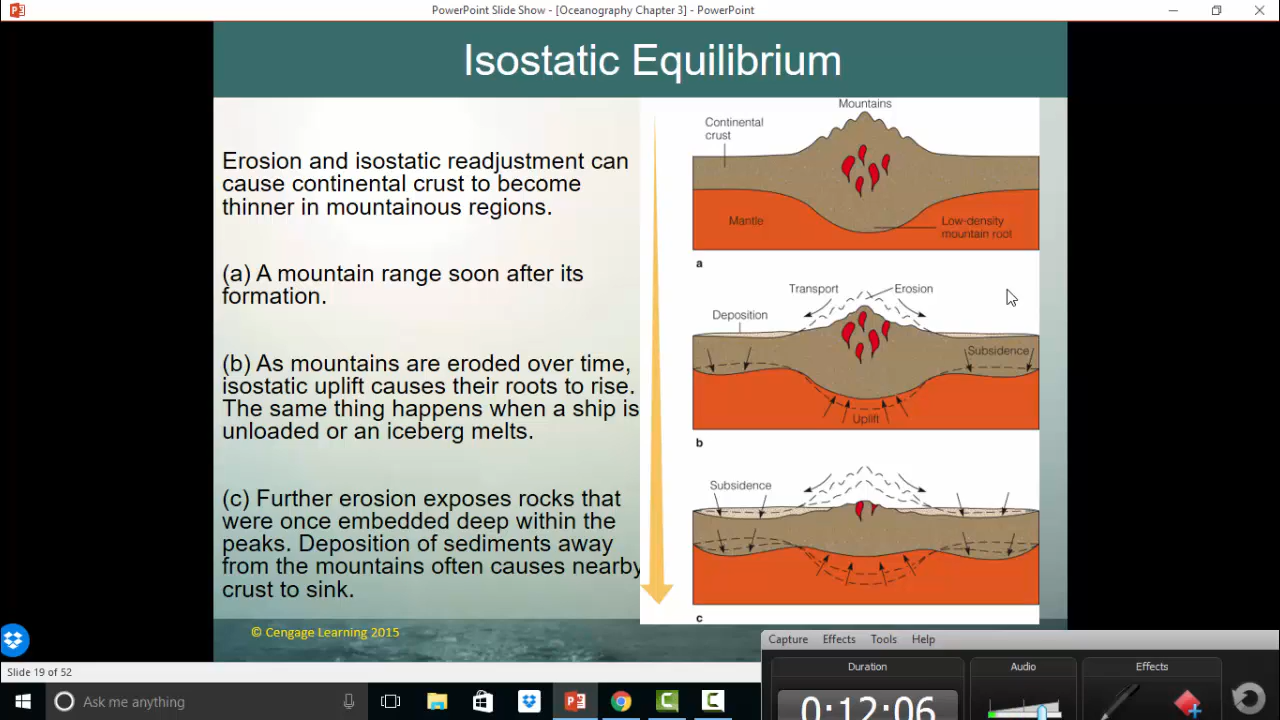 PowerPoint Slide Show - [Oceanography Chapter 3] - PowerPoint
Isostatic Equilibrium
Erosion and isostatic readjustment can
cause continental crust to become
thinner in mountainous regions.
(a) A mountain range soon after its
formation.
(b) As mountains are eroded over time,
isostatic uplift causes their roots to rise.
The same thing happens when a ship is
unloaded or an iceberg melts.
(c) Further erosion exposes rocks that
were once embedded deep within the
peaks. Deposition of sediments away
from the mountains often causes nearby
crust to sink.
© Cengage Learning 2015
Mountains
Continental
crust
Mantle
Low-density
mountain root
a
Transport
Erosion
Deposition
Subsidence
Uplift
b
Subsidence
c
Slide 19 of 52
Capture Effects Tools Help
Duration
Audio
Effects
0:12:06
Ask me anything